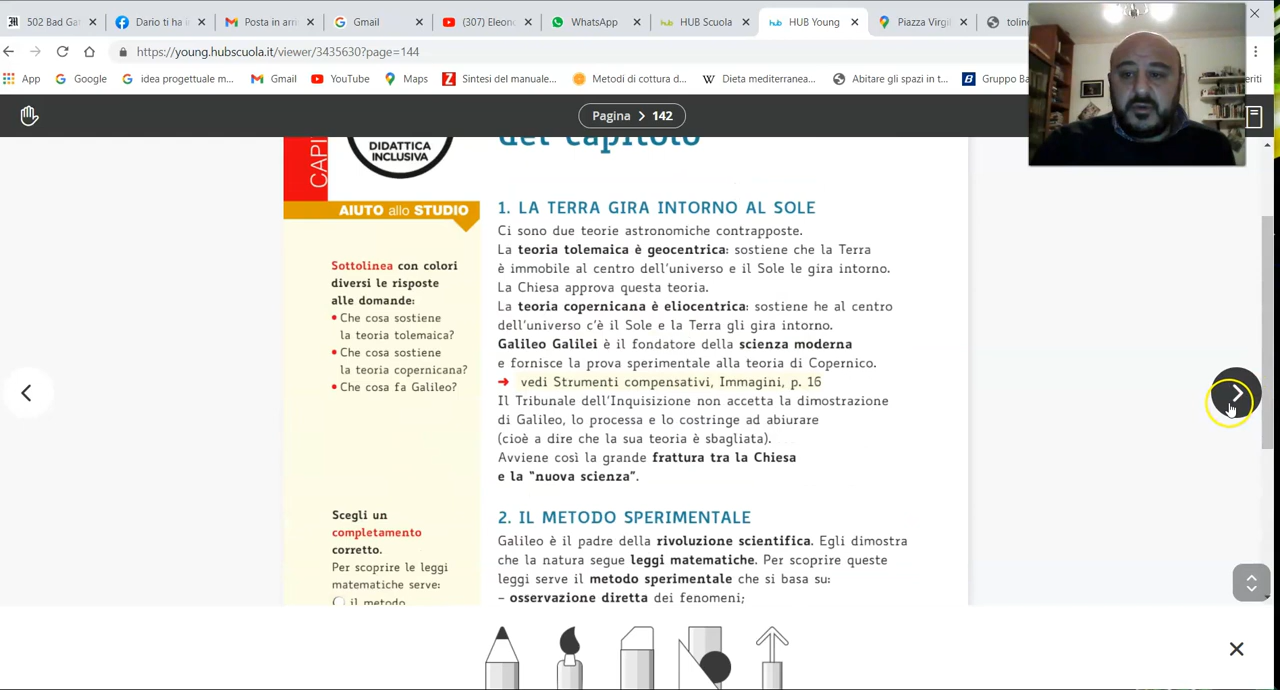 502 Bad Gat
Dario ti ha i
Posta in arri
Gmail
(307) Eleon
WhatsApp
HUB Scuola
HUB Young
Piazza Virgi
tolin
https://young.hubscuola.it/viewer/3435630?page=144
App
Google
idea progettuale m...
Gmail
YouTube
Maps
Sintesi del manuale...
Metodi di cottura d...
Dieta mediterranea...
Abitare gli spazi in t...
Gruppo Ba
eriti
Pagina > 142
del capitolo
CAPI
DIDATTICA
INCLUSIVA
AIUTO allo STUDIO
Sottolinea con colori
diversi le risposte
alle domande:
• Che cosa sostiene
la teoria tolemaica?
• Che cosa sostiene
la teoria copernicana?
• Che cosa fa Galileo?
Scegli un
completamento
corretto.
Per scoprire le leggi
matematiche serve:
il metodo
1. LA TERRA GIRA INTORNO AL SOLE
Ci sono due teorie astronomiche contrapposte.
La teoria tolemaica è geocentrica: sostiene che la Terra
è immobile al centro dell'universo e il Sole le gira intorno.
La Chiesa approva questa teoria.
La teoria copernicana è eliocentrica: sostiene he al centro
dell'universo c'è il Sole e la Terra gli gira intorno.
Galileo Galilei è il fondatore della scienza moderna
e fornisce la prova sperimentale alla teoria di Copernico.
➜ vedi Strumenti compensativi, Immagini, p. 16
Il Tribunale dell'Inquisizione non accetta la dimostrazione
di Galileo, lo processa e lo costringe ad abiurare
(cioè a dire che la sua teoria è sbagliata).
Avviene così la grande frattura tra la Chiesa
e la "nuova scienza".
2. IL METODO SPERIMENTALE
Galileo è il padre della rivoluzione scientifica. Egli dimostra
che la natura segue leggi matematiche. Per scoprire queste
leggi serve il metodo sperimentale che si basa su:
– osservazione diretta dei fenomeni;